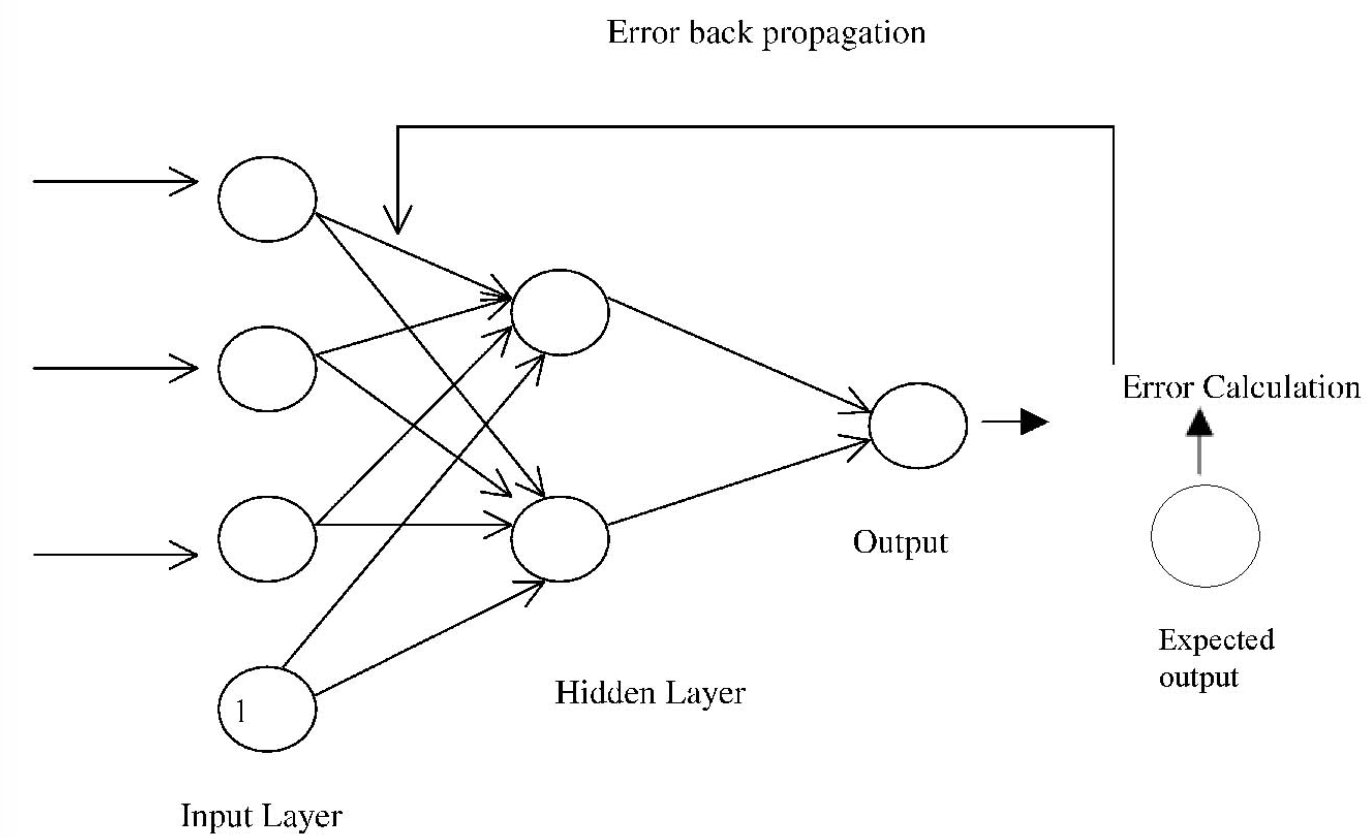 Error back propagation
Error Calculation
Output
Expected
output
Hidden Layer
1
Input Layer